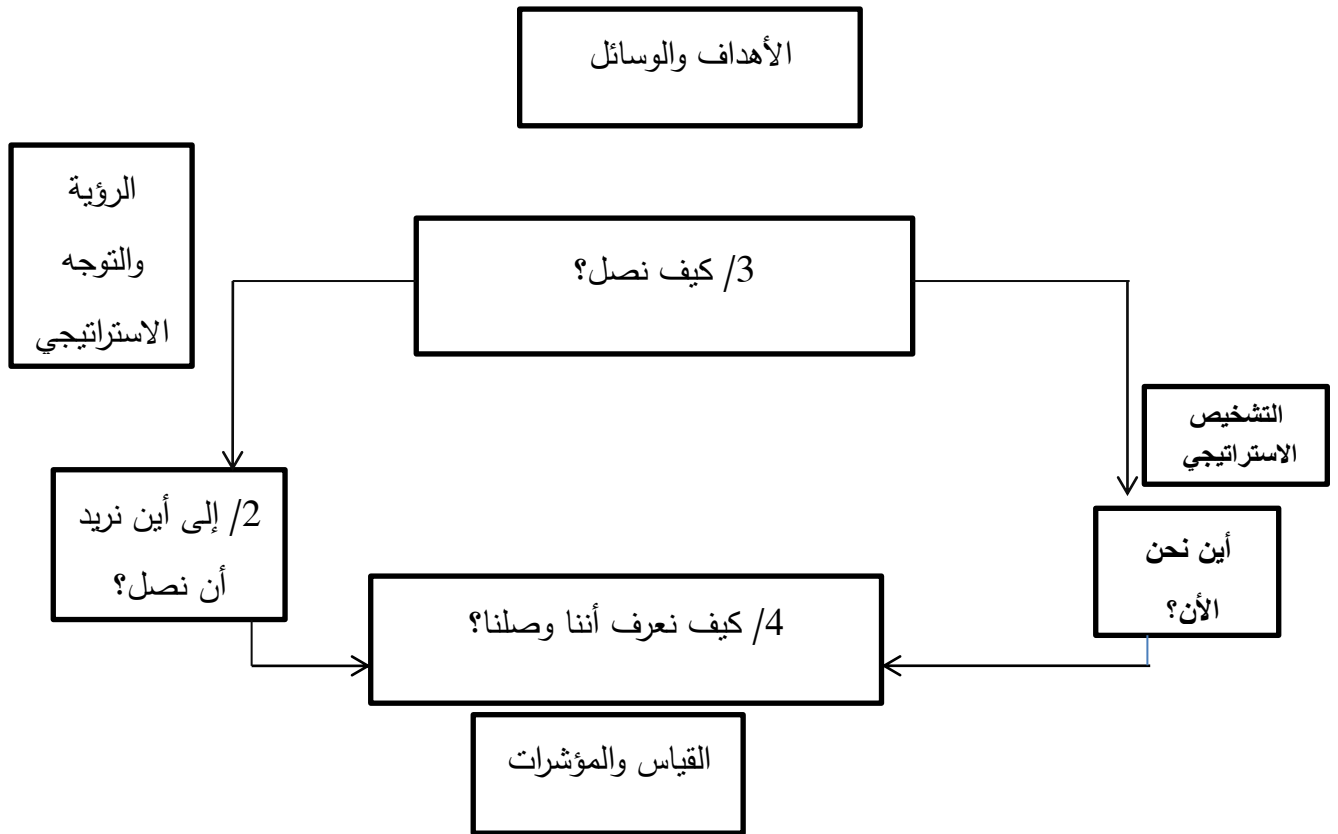 الأهداف والوسائل
الرؤية
والتوجه
الاستراتيجي
3/ كيف نصل؟
التشخيص
الاستراتيجي
2/ إلى أين نريد
أن نصل؟
أين نحن
الأن؟
4/ كيف نعرف أننا وصلنا؟
القياس والمؤشرات